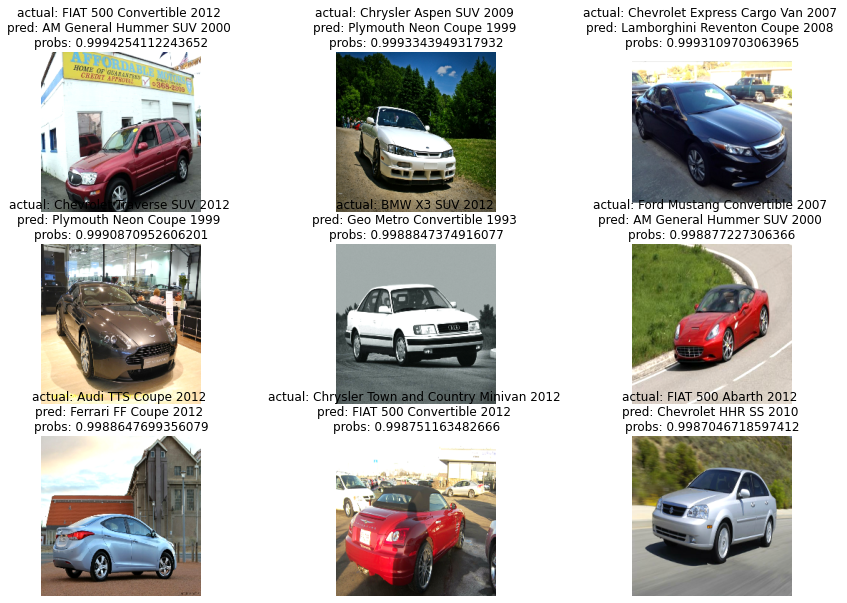 actual: FIAT 500 Convertible 2012
pred: AM General Hummer SUV 2000
probs: 0.9994254112243652
actual: Chrysler Aspen SUV 2009
pred: Plymouth Neon Coupe 1999
probs: 0.9993343949317932
actual: Chevrolet Express Cargo Van 2007
pred: Lamborghini Reventon Coupe 2008
probs: 0.9993109703063965
AFFORDABLE MOTORS
HOME OF GUARANTEED
CREDIT APPROVAL
actual: Chevrolet Traverse SUV 2012
pred: Plymouth Neon Coupe 1999
probs: 0.9990870952606201
actual: BMW X3 SUV 2012
pred: Geo Metro Convertible 1993
probs: 0.9988847374916077
actual: Ford Mustang Convertible 2007
pred: AM General Hummer SUV 2000
probs: 0.998877227306366
actual: Audi TTS Coupe 2012
pred: Ferrari FF Coupe 2012
probs: 0.9988647699356079
actual: Chrysler Town and Country Minivan 2012
pred: FIAT 500 Convertible 2012
probs: 0.998751163482666
actual: FIAT 500 Abarth 2012
pred: Chevrolet HHR SS 2010
probs: 0.9987046718597412